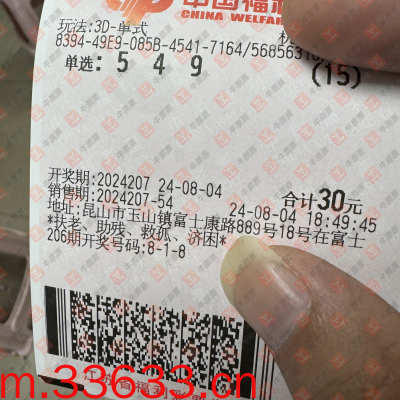 中国福
CHINA WELFA
玩法:3D-单式
8394-49E9-085B-4541-7164/56856310
单选: 5 4 9 (15)
开奖期:2024207 24-08-04 合计30元
销售期:2024207-54 24-08-04 18:49:45
地址:昆山市玉山镇富士康路889号18号在富士
*扶老、助残、救孤、济困*
206期开奖号码:8-1-8
m.33633.cn